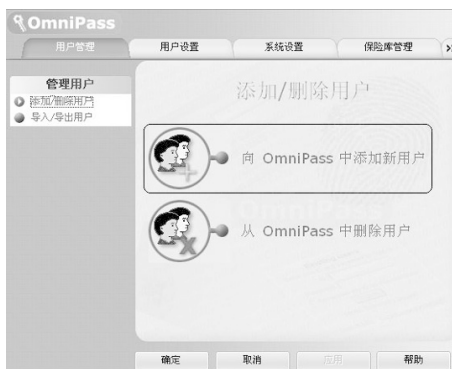 OmniPass
用户管理 用户设置 系统设置 保险库管理
管理用户
添加/删除用户
导入/导出用户
添加/删除用户
向 OmniPass 中添加新用户
从 OmniPass 中删除用户
确定 取消 应用 帮助